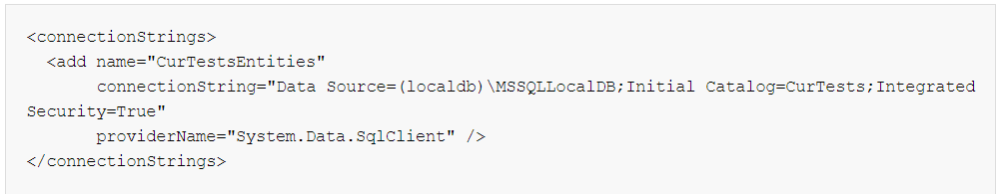 <connectionStrings>
  <add name="CurTestsEntities"
       connectionString="Data Source=(localdb)\MSSQLLocalDB;Initial Catalog=CurTests;Integrated
Security=True"
       providerName="System.Data.SqlClient" />
</connectionStrings>